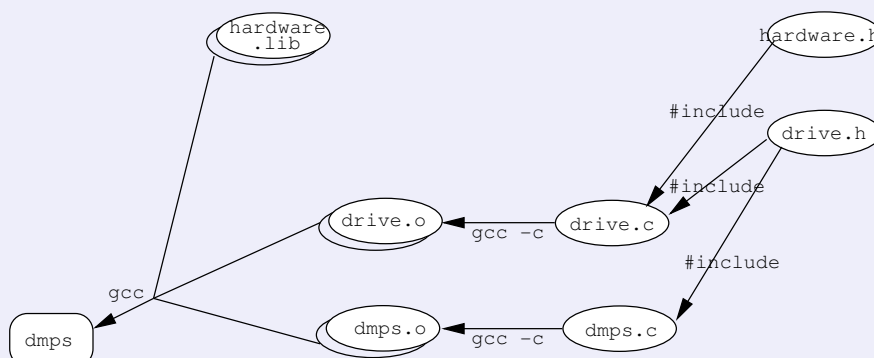 hardware
.lib
hardware.h
#include
drive.h
#include
drive.o
gcc -c
drive.c
#include
gcc
dmps
dmps.o
gcc -c
dmps.c